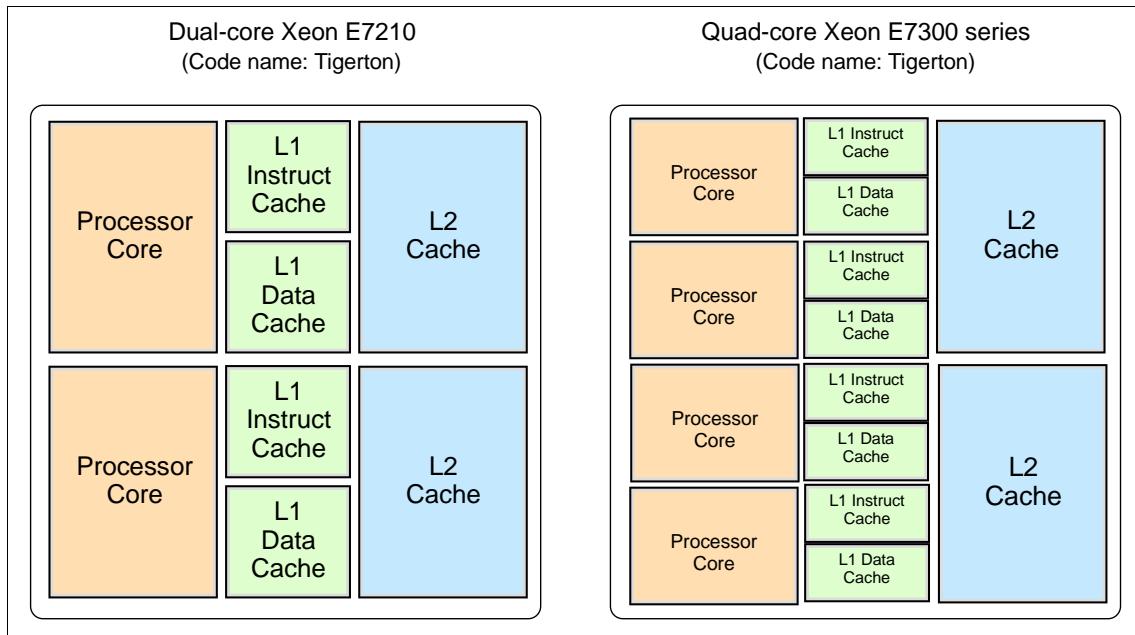 Dual-core Xeon E7210
(Code name: Tigerton)
Processor
Core
L1
Instruct
Cache
L1
Data
Cache
L2
Cache
Processor
Core
L1
Instruct
Cache
L1
Data
Cache
L2
Cache
Quad-core Xeon E7300 series
(Code name: Tigerton)
Processor
Core
L1 Instruct
Cache
L1 Data
Cache
Processor
Core
L1 Instruct
Cache
L1 Data
Cache
L2
Cache
Processor
Core
L1 Instruct
Cache
L1 Data
Cache
Processor
Core
L1 Instruct
Cache
L1 Data
Cache
L2
Cache